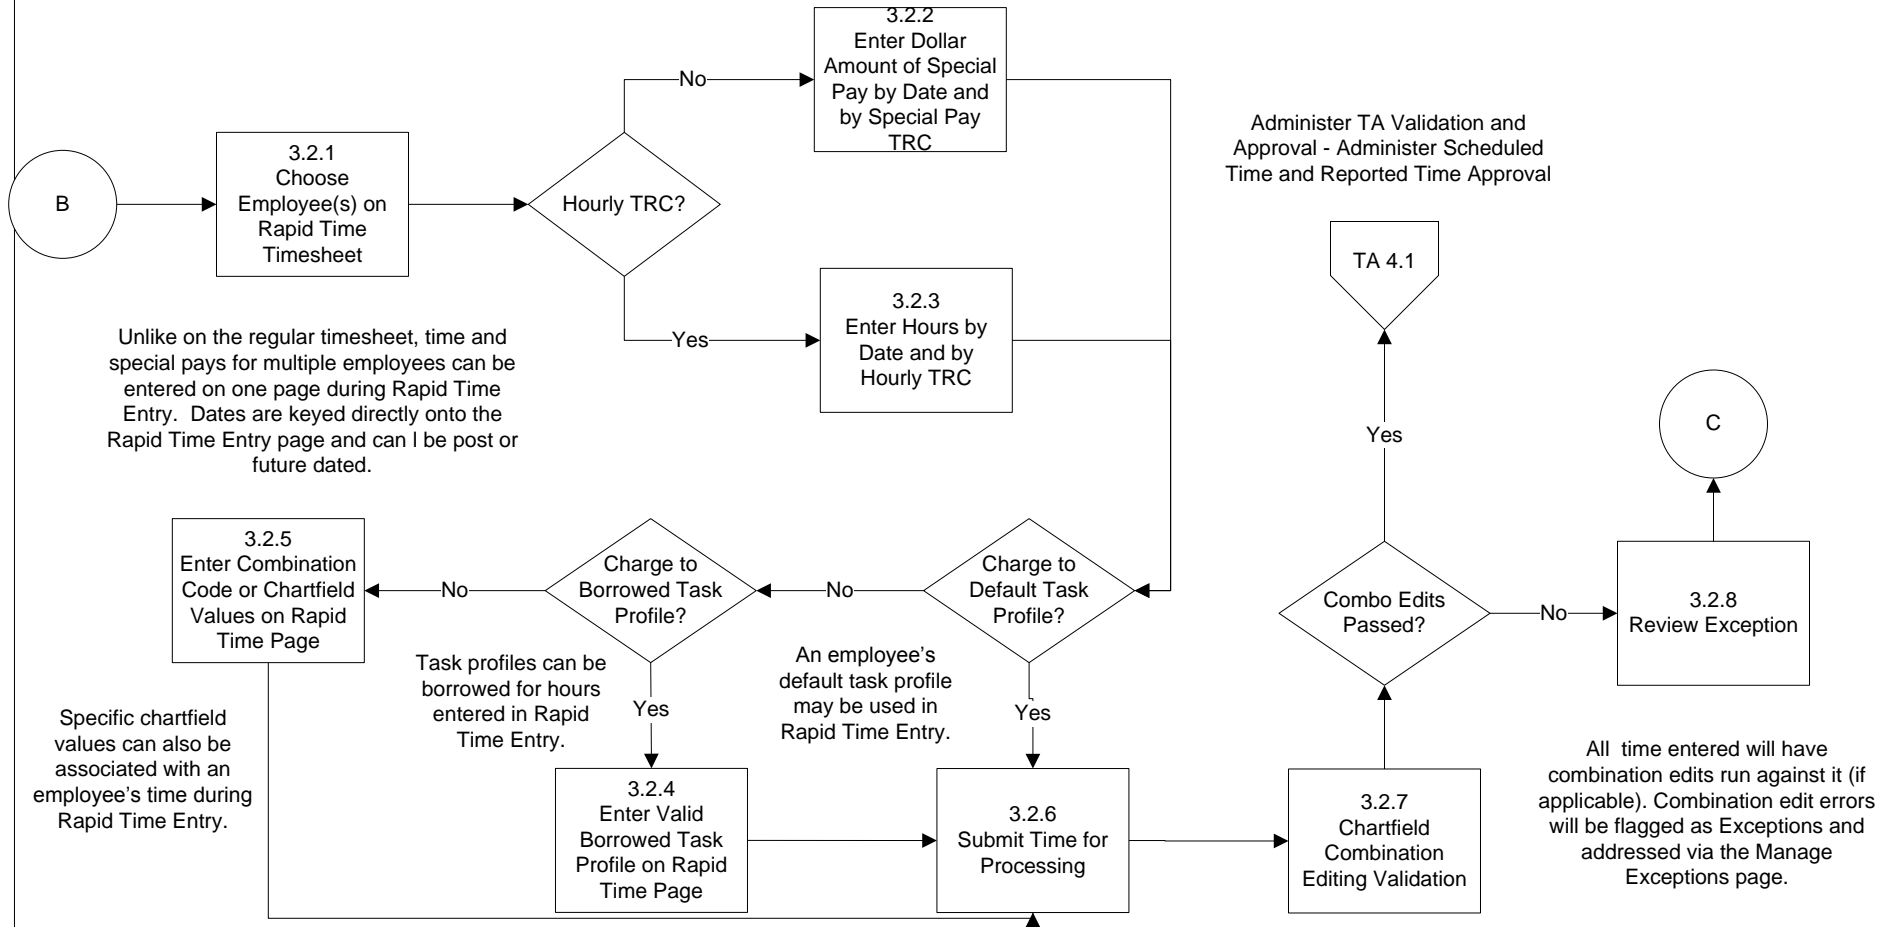 3.2.2
Enter Dollar
Amount of Special
Pay by Date and
by Special Pay
TRC
No
Administer TA Validation and
Approval - Administer Scheduled
Time and Reported Time Approval
B
3.2.1
Choose
Employee(s) on
Rapid Time
Timesheet
Hourly TRC?
TA 4.1
3.2.3
Enter Hours by
Date and by
Hourly TRC
Yes
Unlike on the regular timesheet, time and
special pays for multiple employees can be
entered on one page during Rapid Time
Entry.  Dates are keyed directly onto the
Rapid Time Entry page and can l be post or
future dated.
Yes
C
3.2.5
Enter Combination
Code or Chartfield
Values on Rapid
Time Page
No
Charge to
Borrowed Task
Profile?
No
Charge to
Default Task
Profile?
Combo Edits
Passed?
No
3.2.8
Review Exception
Task profiles can be
borrowed for hours
entered in Rapid
Time Entry.
Yes
An employee’s
default task profile
may be used in
Rapid Time Entry.
Yes
Specific chartfield
values can also be
associated with an
employee’s time during
Rapid Time Entry.
3.2.4
Enter Valid
Borrowed Task
Profile on Rapid
Time Page
3.2.6
Submit Time for
Processing
3.2.7
Chartfield
Combination
Editing Validation
All  time entered will have
combination edits run against it (if
applicable). Combination edit errors
will be flagged as Exceptions and
addressed via the Manage
Exceptions page.